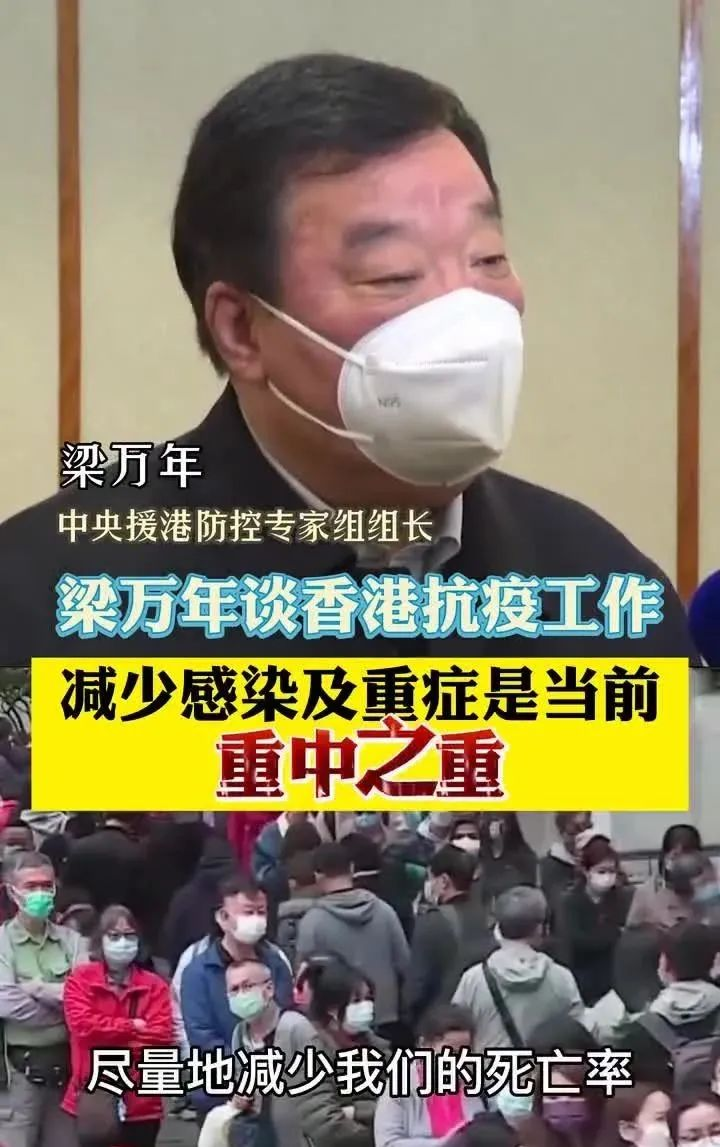 N95
梁万年
中央援港防控专家组组长
梁万年谈香港抗疫工作
减少感染及重症是当前
重中之重
尽量地减少我们的死亡率